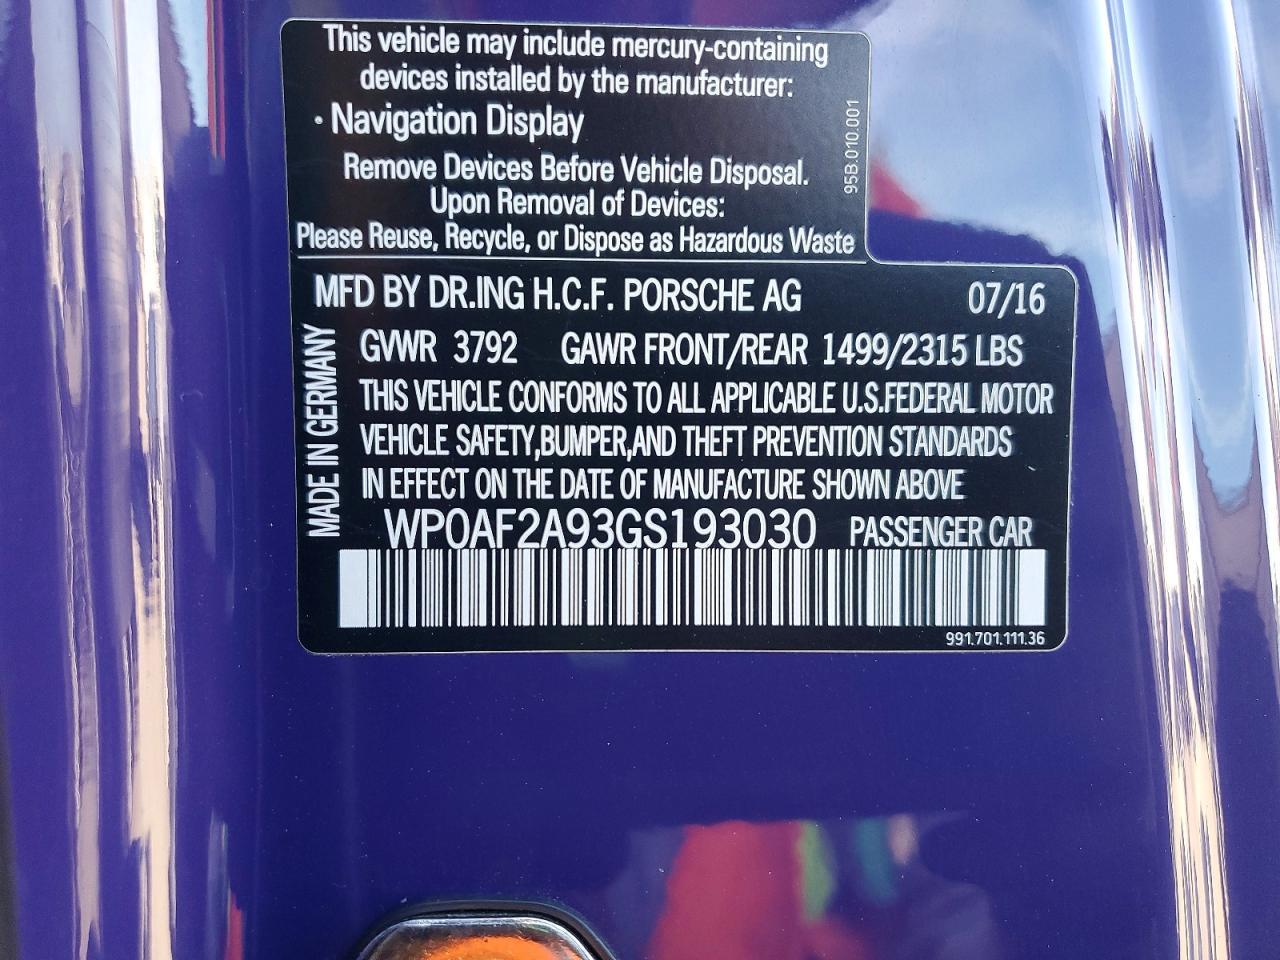 This vehicle may include mercury-containing
devices installed by the manufacturer:
• Navigation Display
Remove Devices Before Vehicle Disposal.
Upon Removal of Devices:
Please Reuse, Recycle, or Dispose as Hazardous Waste
95B.010.001
MFD BY DR.ING H.C.F. PORSCHE AG 07/16
GVWR 3792 GAWR FRONT/REAR 1499/2315 LBS
THIS VEHICLE CONFORMS TO ALL APPLICABLE U.S.FEDERAL MOTOR
VEHICLE SAFETY,BUMPER,AND THEFT PREVENTION STANDARDS
IN EFFECT ON THE DATE OF MANUFACTURE SHOWN ABOVE
MADE IN GERMANY
WP0AF2A93GS193030 PASSENGER CAR
991.701.111.36